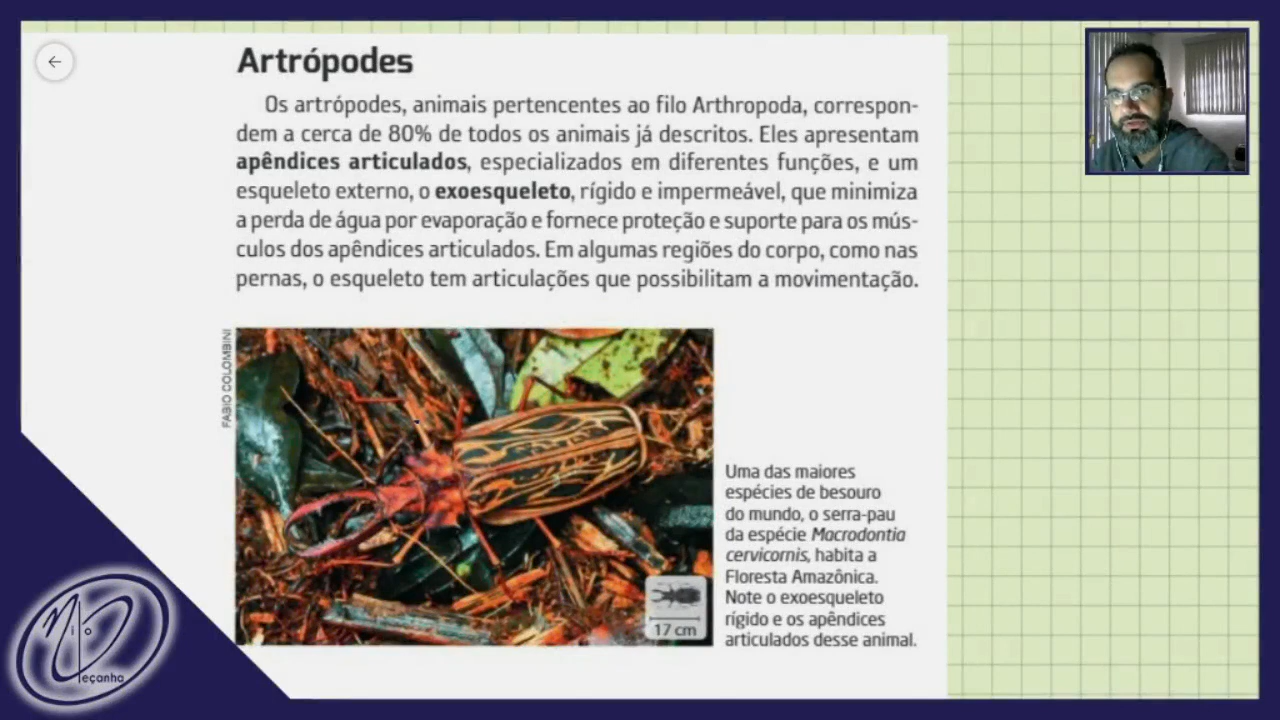 Artrópodes
Os artrópodes, animais pertencentes ao filo Arthropoda, correspon-
dem a cerca de 80% de todos os animais já descritos. Eles apresentam
apêndices articulados, especializados em diferentes funções, e um
esqueleto externo, o exoesqueleto, rígido e impermeável, que minimiza
a perda de água por evaporação e fornece proteção e suporte para os mús-
culos dos apêndices articulados. Em algumas regiões do corpo, como nas
pernas, o esqueleto tem articulações que possibilitam a movimentação.
FABIO COLOMBINI
17 cm
Uma das maiores
espécies de besouro
do mundo, o serra-pau
da espécie Macrodontia
cervicornis, habita a
Floresta Amazônica.
Note o exoesqueleto
rígido e os apêndices
articulados desse animal.